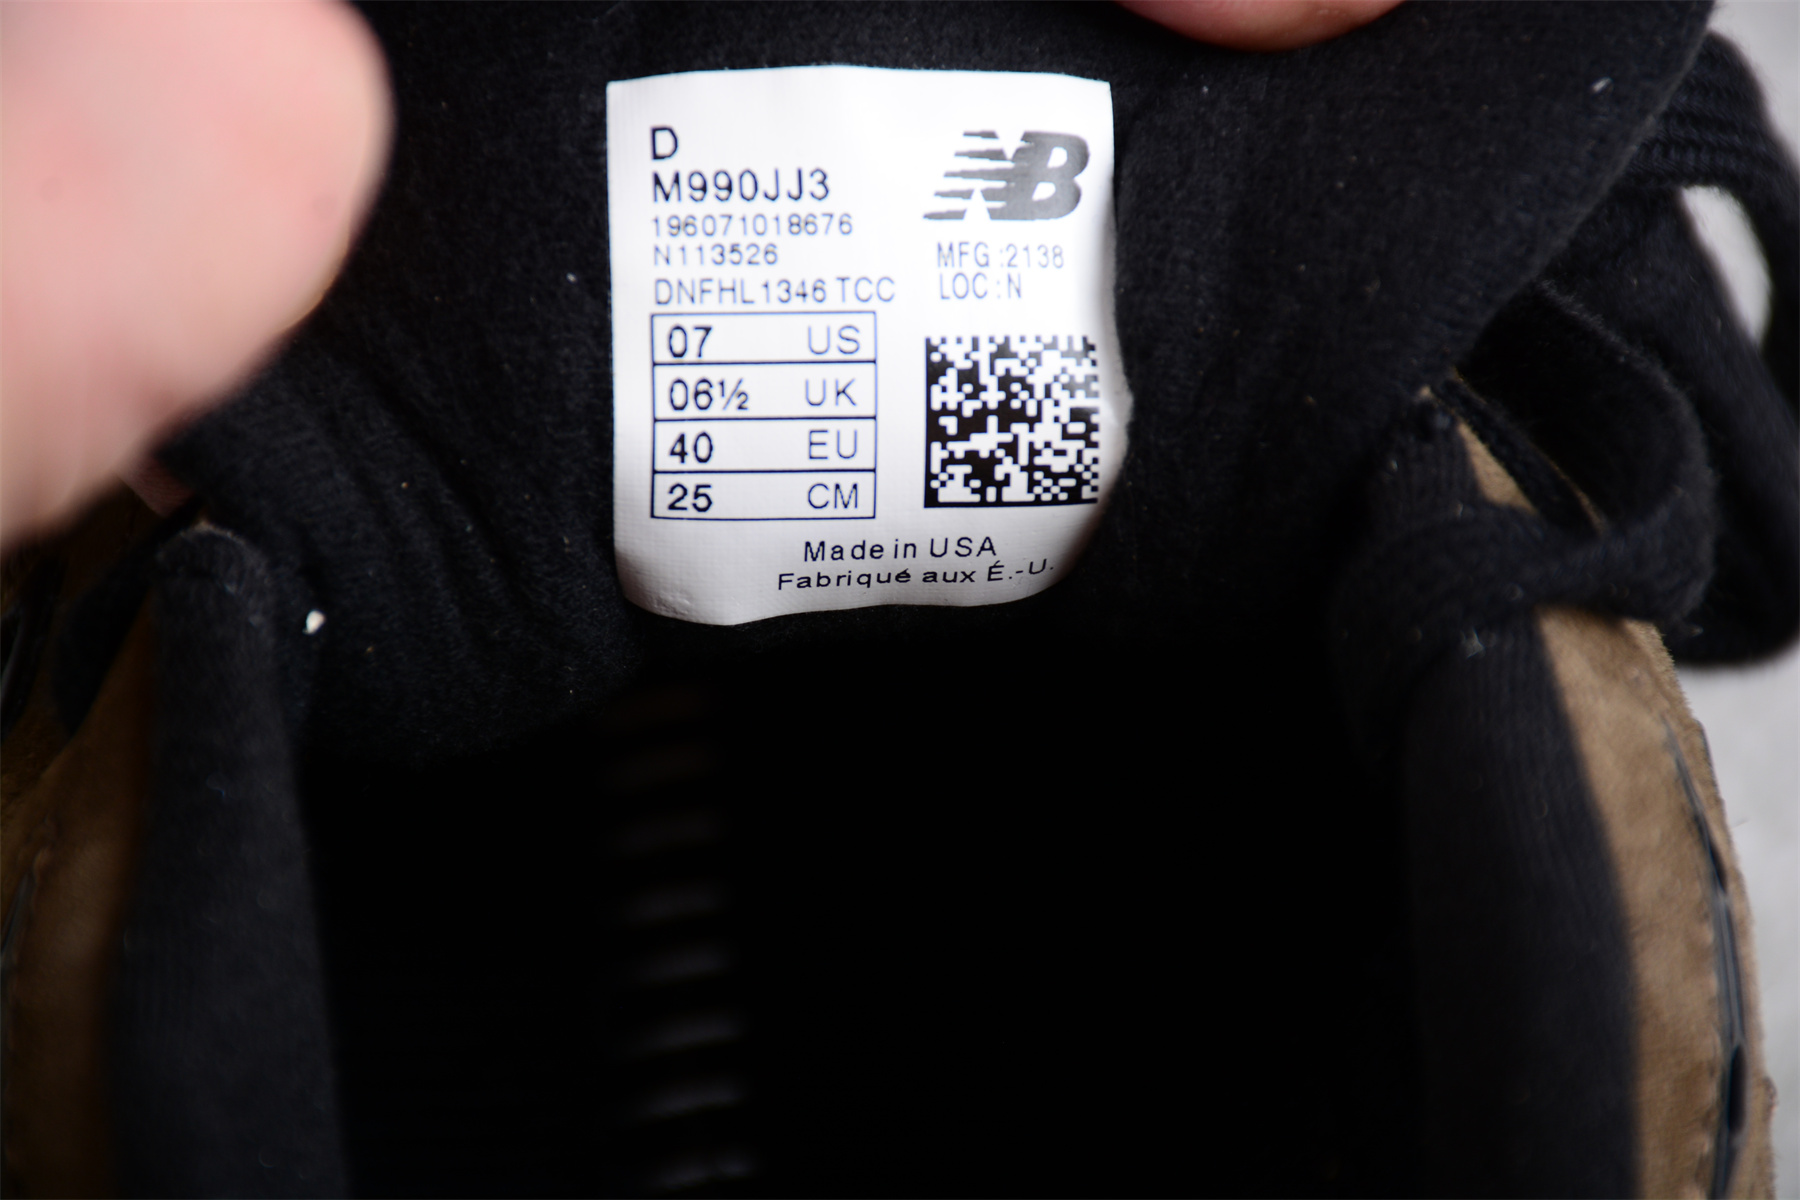 D
M990JJ3
196071018676
N113526
DNFHL1346 TCC
NB
MFG:2138
LOC:N
07 US
06½ UK
40 EU
25 CM
Made in USA
Fabriqué aux É.-U.